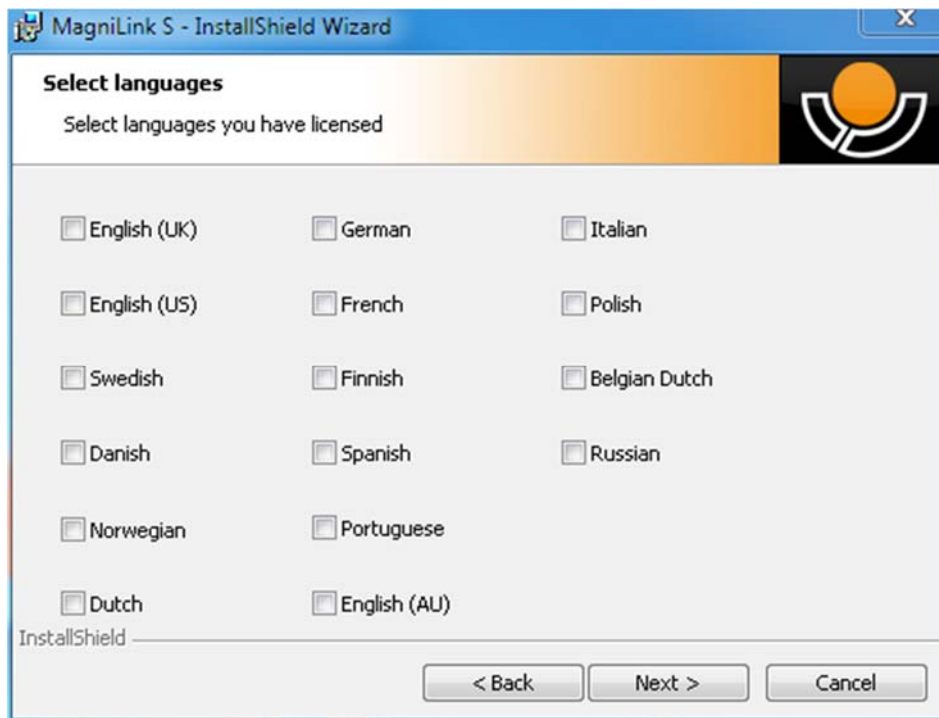 MagniLink S - InstallShield Wizard
Select languages
Select languages you have licensed
English (UK) German Italian
English (US) French Polish
Swedish Finnish Belgian Dutch
Danish Spanish Russian
Norwegian Portuguese
Dutch English (AU)
InstallShield
< Back Next > Cancel